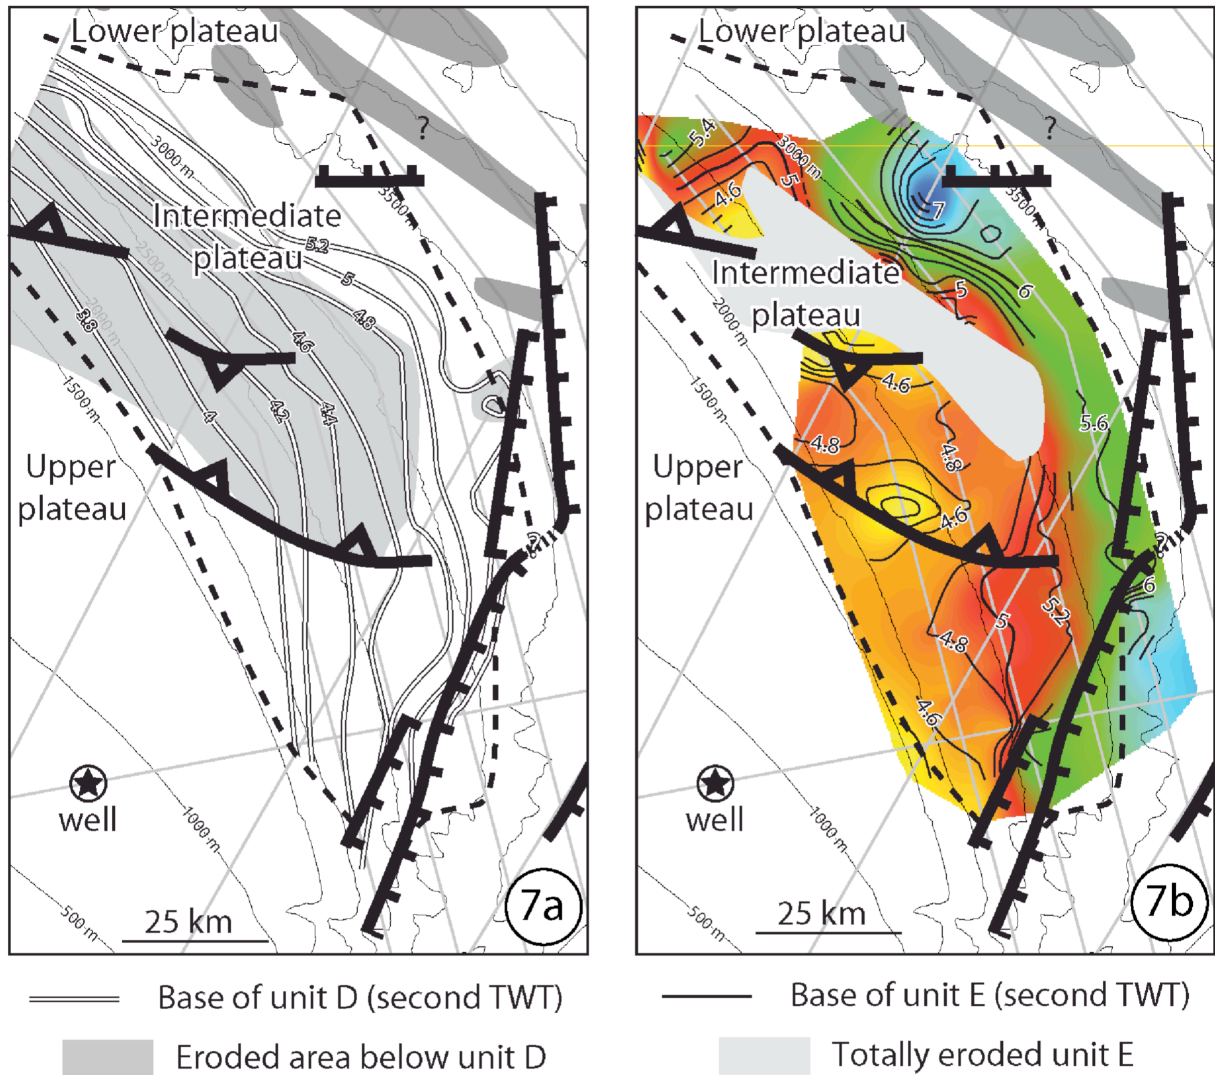 Lower plateau
?
3000 m
3500 m
Intermediate
plateau
5.2
5
2500 m
2000 m
4.8
3.8
4.6
1500 m
4
4.2
4.4
Upper
plateau
?
well
1000 m
25 km
7a
500 m
Lower plateau
?
5.4
3000 m
5
4.6
3500 m
7
Intermediate
plateau
5
6
2000 m
4.6
1500 m
5.6
4.8
4.8
Upper
plateau
4.6
?
6
5.2
5
4.8
4.6
well
1000 m
25 km
7b
500 m
Base of unit D (second TWT)
Eroded area below unit D
Base of unit E (second TWT)
Totally eroded unit E